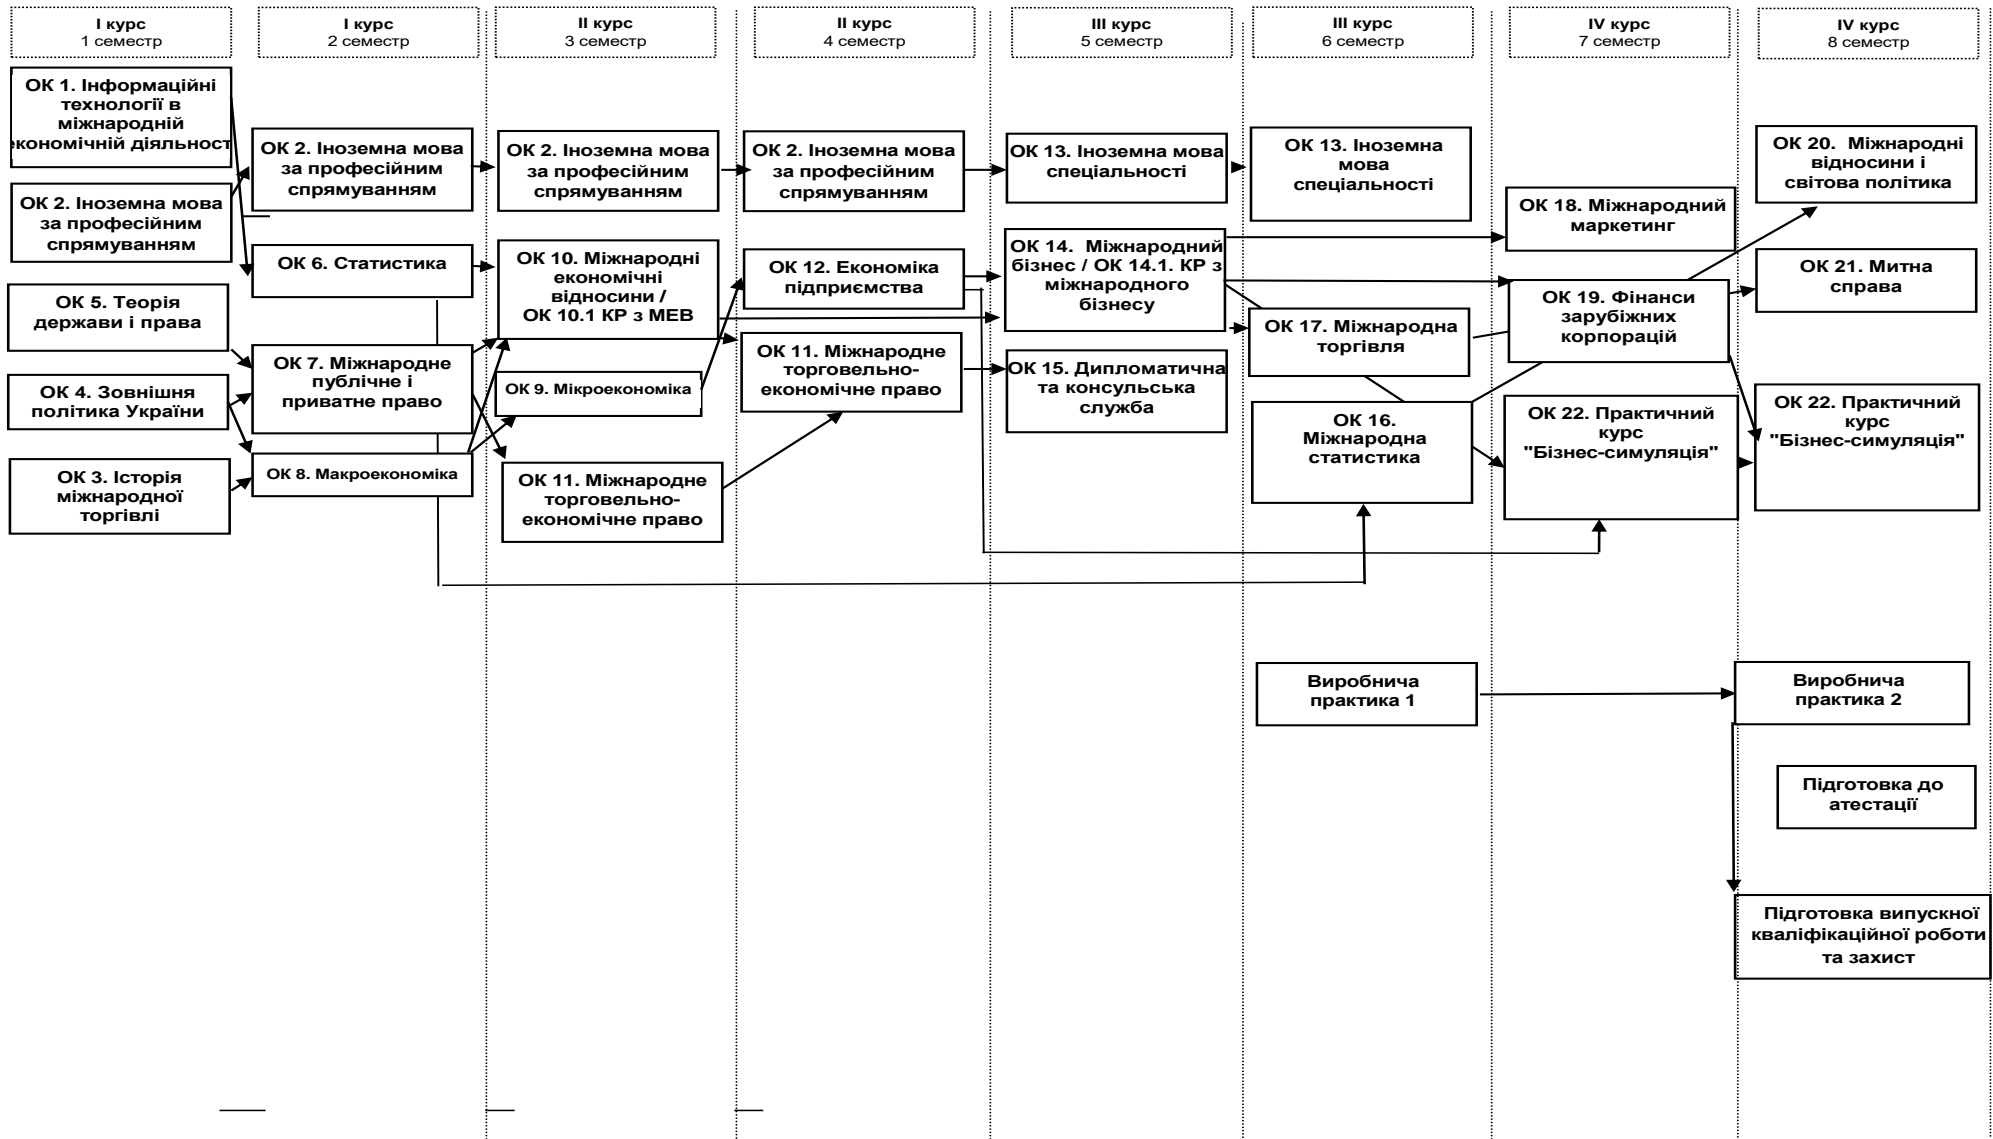 I курс
1 семестр
I курс
2 семестр
II курс
3 семестр
II курс
4 семестр
III курс
5 семестр
III курс
6 семестр
IV курс
7 семестр
IV курс
8 семестр
ОК 1. Інформаційні
технології в
міжнародній
економічній діяльност
ОК 2. Іноземна мова
за професійним
спрямуванням
ОК 5. Теорія
держави і права
ОК 4. Зовнішня
політика України
ОК 3. Історія
міжнародної
торгівлі
ОК 2. Іноземна мова
за професійним
спрямуванням
ОК 6. Статистика
ОК 7. Міжнародне
публічне і
приватне право
ОК 8. Макроекономіка
ОК 2. Іноземна мова
за професійним
спрямуванням
ОК 10. Міжнародні
економічні
відносини /
ОК 10.1 КР з МЕВ
ОК 9. Мікроекономіка
ОК 11. Міжнародне
торговельно-
економічне право
ОК 2. Іноземна мова
за професійним
спрямуванням
ОК 12. Економіка
підприємства
ОК 11. Міжнародне
торговельно-
економічне право
ОК 13. Іноземна мова
спеціальності
ОК 14. Міжнародний
бізнес / ОК 14.1. КР з
міжнародного
бізнесу
ОК 15. Дипломатична
та консульська
служба
ОК 13. Іноземна
мова
спеціальності
ОК 17. Міжнародна
торгівля
ОК 16.
Міжнародна
статистика
Виробнича
практика 1
ОК 18. Міжнародний
маркетинг
ОК 19. Фінанси
зарубіжних
корпорацій
ОК 22. Практичний
курс
"Бізнес-симуляція"
ОК 20. Міжнародні
відносини і
світова політика
ОК 21. Митна
справа
ОК 22. Практичний
курс
"Бізнес-симуляція"
Виробнича
практика 2
Підготовка до
атестації
Підготовка випускної
кваліфікаційної роботи
та захист